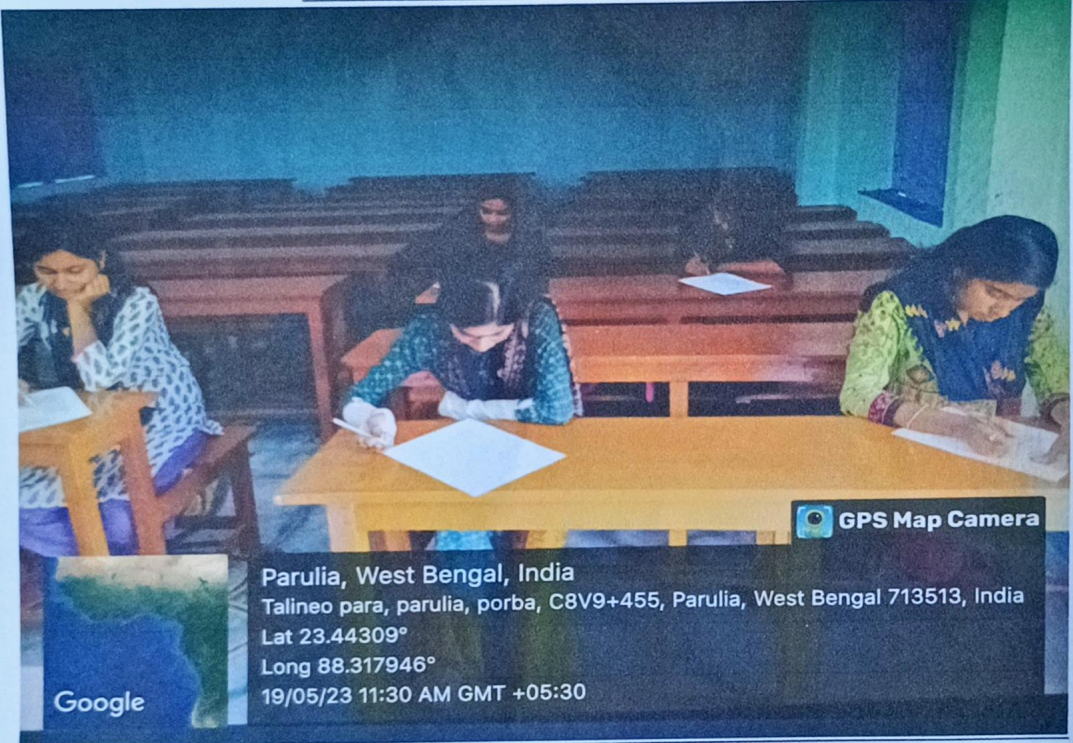 GPS Map Camera
Parulia, West Bengal, India
Talineo para, parulia, porba, C8V9+455, Parulia, West Bengal 713513, India
Lat 23.44309°
Long 88.317946°
19/05/23 11:30 AM GMT +05:30
Google